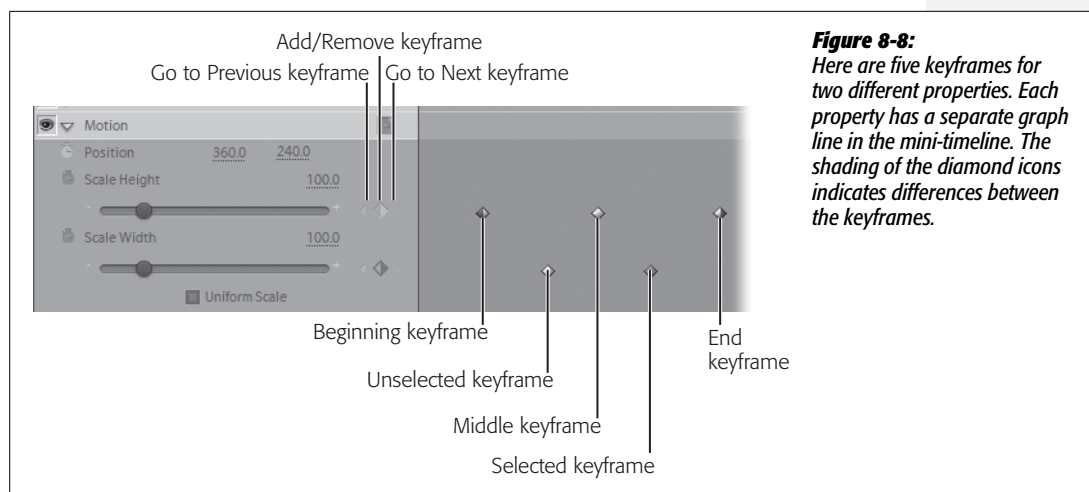 Add/Remove keyframe
Go to Previous keyframe
Go to Next keyframe
Motion
Position 360.0 240.0
Scale Height 100.0
- +
Scale Width 100.0
- +
Uniform Scale
Beginning keyframe
Unselected keyframe
Middle keyframe
Selected keyframe
End
keyframe
Figure 8-8:
Here are five keyframes for
two different properties. Each
property has a separate graph
line in the mini-timeline. The
shading of the diamond icons
indicates differences between
the keyframes.